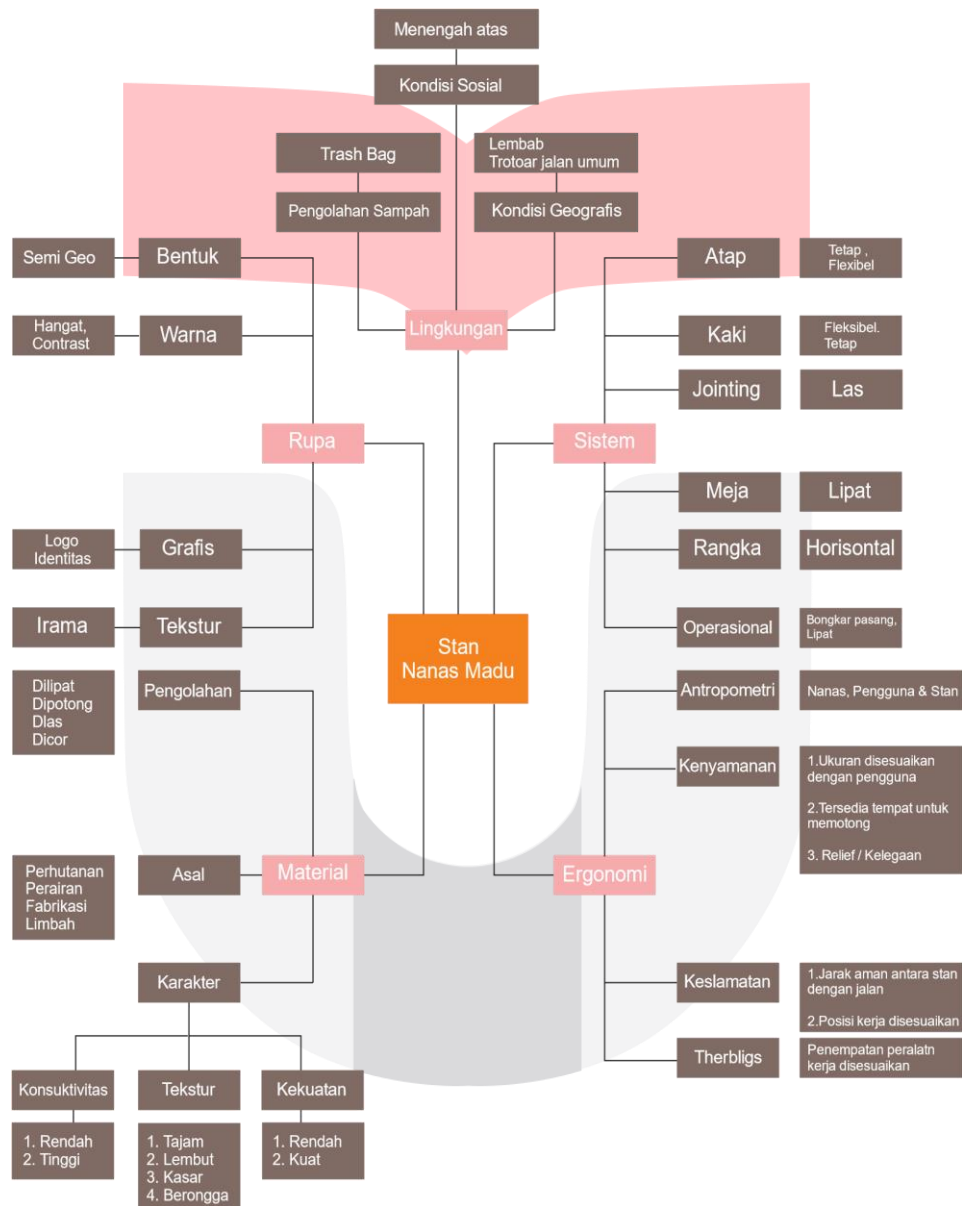 Menengah atas
Kondisi Sosial
Trash Bag
Lembab
Trotoar jalan umum
Pengolahan Sampah
Kondisi Geografis
Lingkungan
Semi Geo
Bentuk
Hangat,
Contrast
Warna
Rupa
Logo
Identitas
Grafis
Irama
Tekstur
Atap
Tetap ,
Flexibel
Kaki
Fleksibel.
Tetap
Jointing
Las
Sistem
Meja
Lipat
Rangka
Horisontal
Operasional
Bongkar pasang,
Lipat
Stan
Nanas Madu
Dilipat
Dipotong
Dlas
Dicor
Pengolahan
Perhutanan
Perairan
Fabrikasi
Limbah
Asal
Material
Karakter
Konsuktivitas
Tekstur
Kekuatan
1. Rendah
2. Tinggi
1. Tajam
2. Lembut
3. Kasar
4. Berongga
1. Rendah
2. Kuat
Antropometri
Nanas, Pengguna & Stan
Kenyamanan
1.Ukuran disesuaikan
dengan pengguna
2.Tersedia tempat untuk
memotong
3. Relief / Kelegaan
Ergonomi
Keslamatan
1.Jarak aman antara stan
dengan jalan
2.Posisi kerja disesuaikan
Therbligs
Penempatan peralatn
kerja disesuaikan